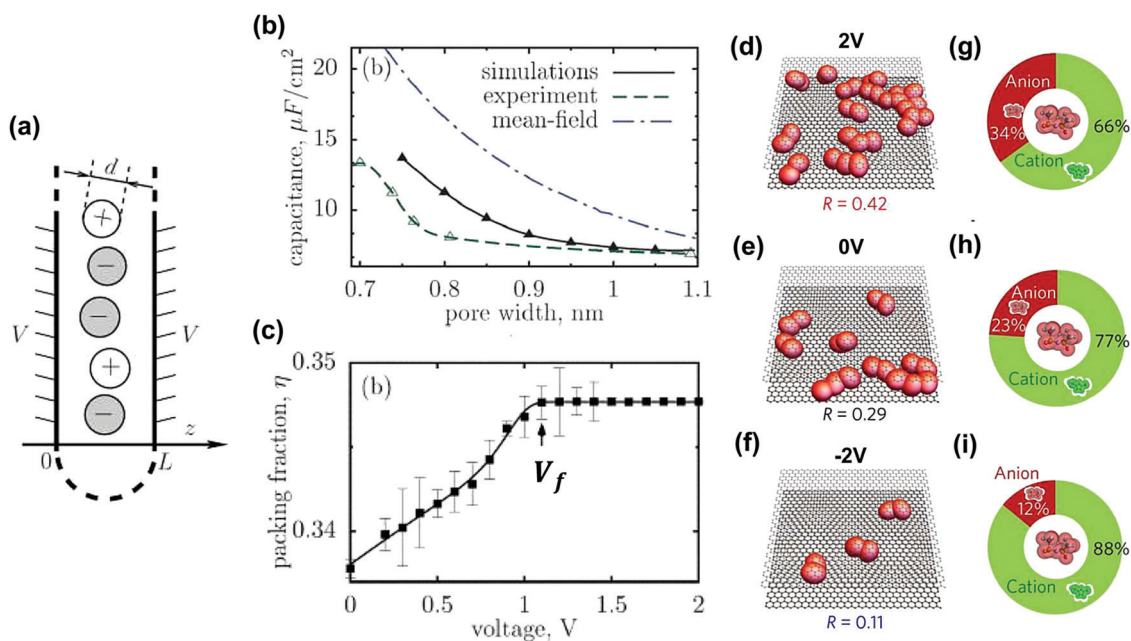 (a)
d
+
−
−
+
−
V
V
z
0
L
(b)
(b)
simulations
experiment
mean-field
capacitance, μF/cm²
20
15
10
0.7
0.8
0.9
1
1.1
pore width, nm
(c)
(b)
packing fraction, η
0.35
0.34
V_f
0
0.5
1
1.5
2
voltage, V
(d)
2V
R = 0.42
(e)
0V
R = 0.29
(f)
-2V
R = 0.11
(g)
Anion
34%
66%
Cation
(h)
Anion
23%
77%
Cation
(i)
Anion
12%
88%
Cation